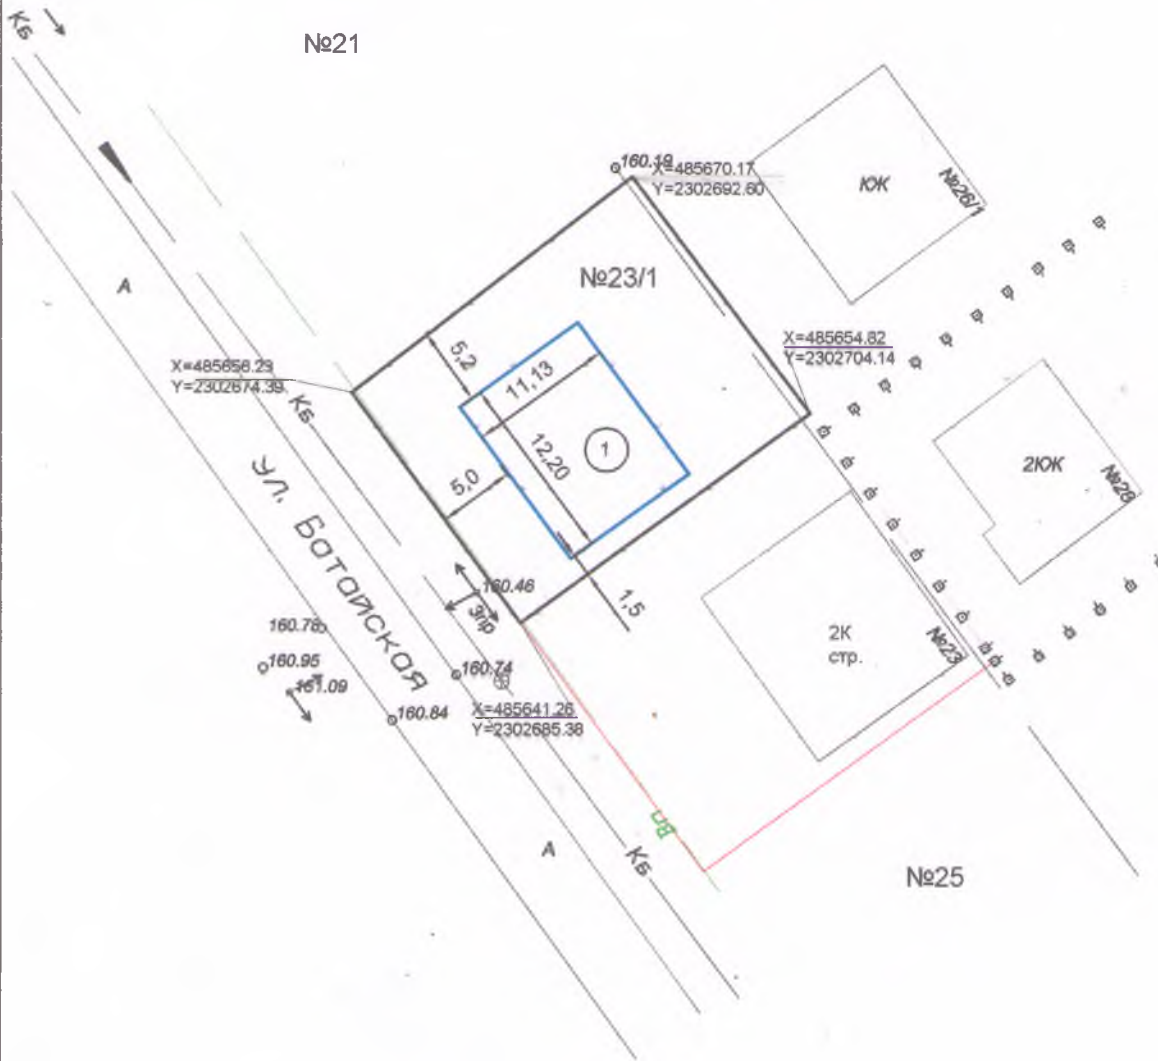 Кб
№21
160.19
X=485670.17
Y=2302692.60
КЖ
№26/1
А
№23/1
X=485656.23
Y=2302674.39
Кб
5,2
11,13
12,20
1
5,0
1,5
X=485654.82
Y=2302704.14
2КЖ
№28
ул. Батайская
160.46
3пр
160.78
160.95
161.09
160.74
160.84
X=485641.26
Y=2302685.38
2К
стр.
№23
Вл
А
Кб
№25